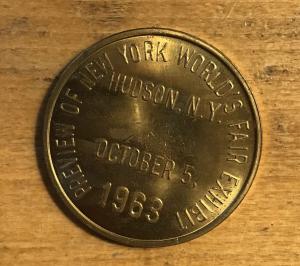 PREVIEW OF NEW YORK WORLD'S FAIR EXHIBIT
HUDSON, N.Y.
OCTOBER 5,
1963